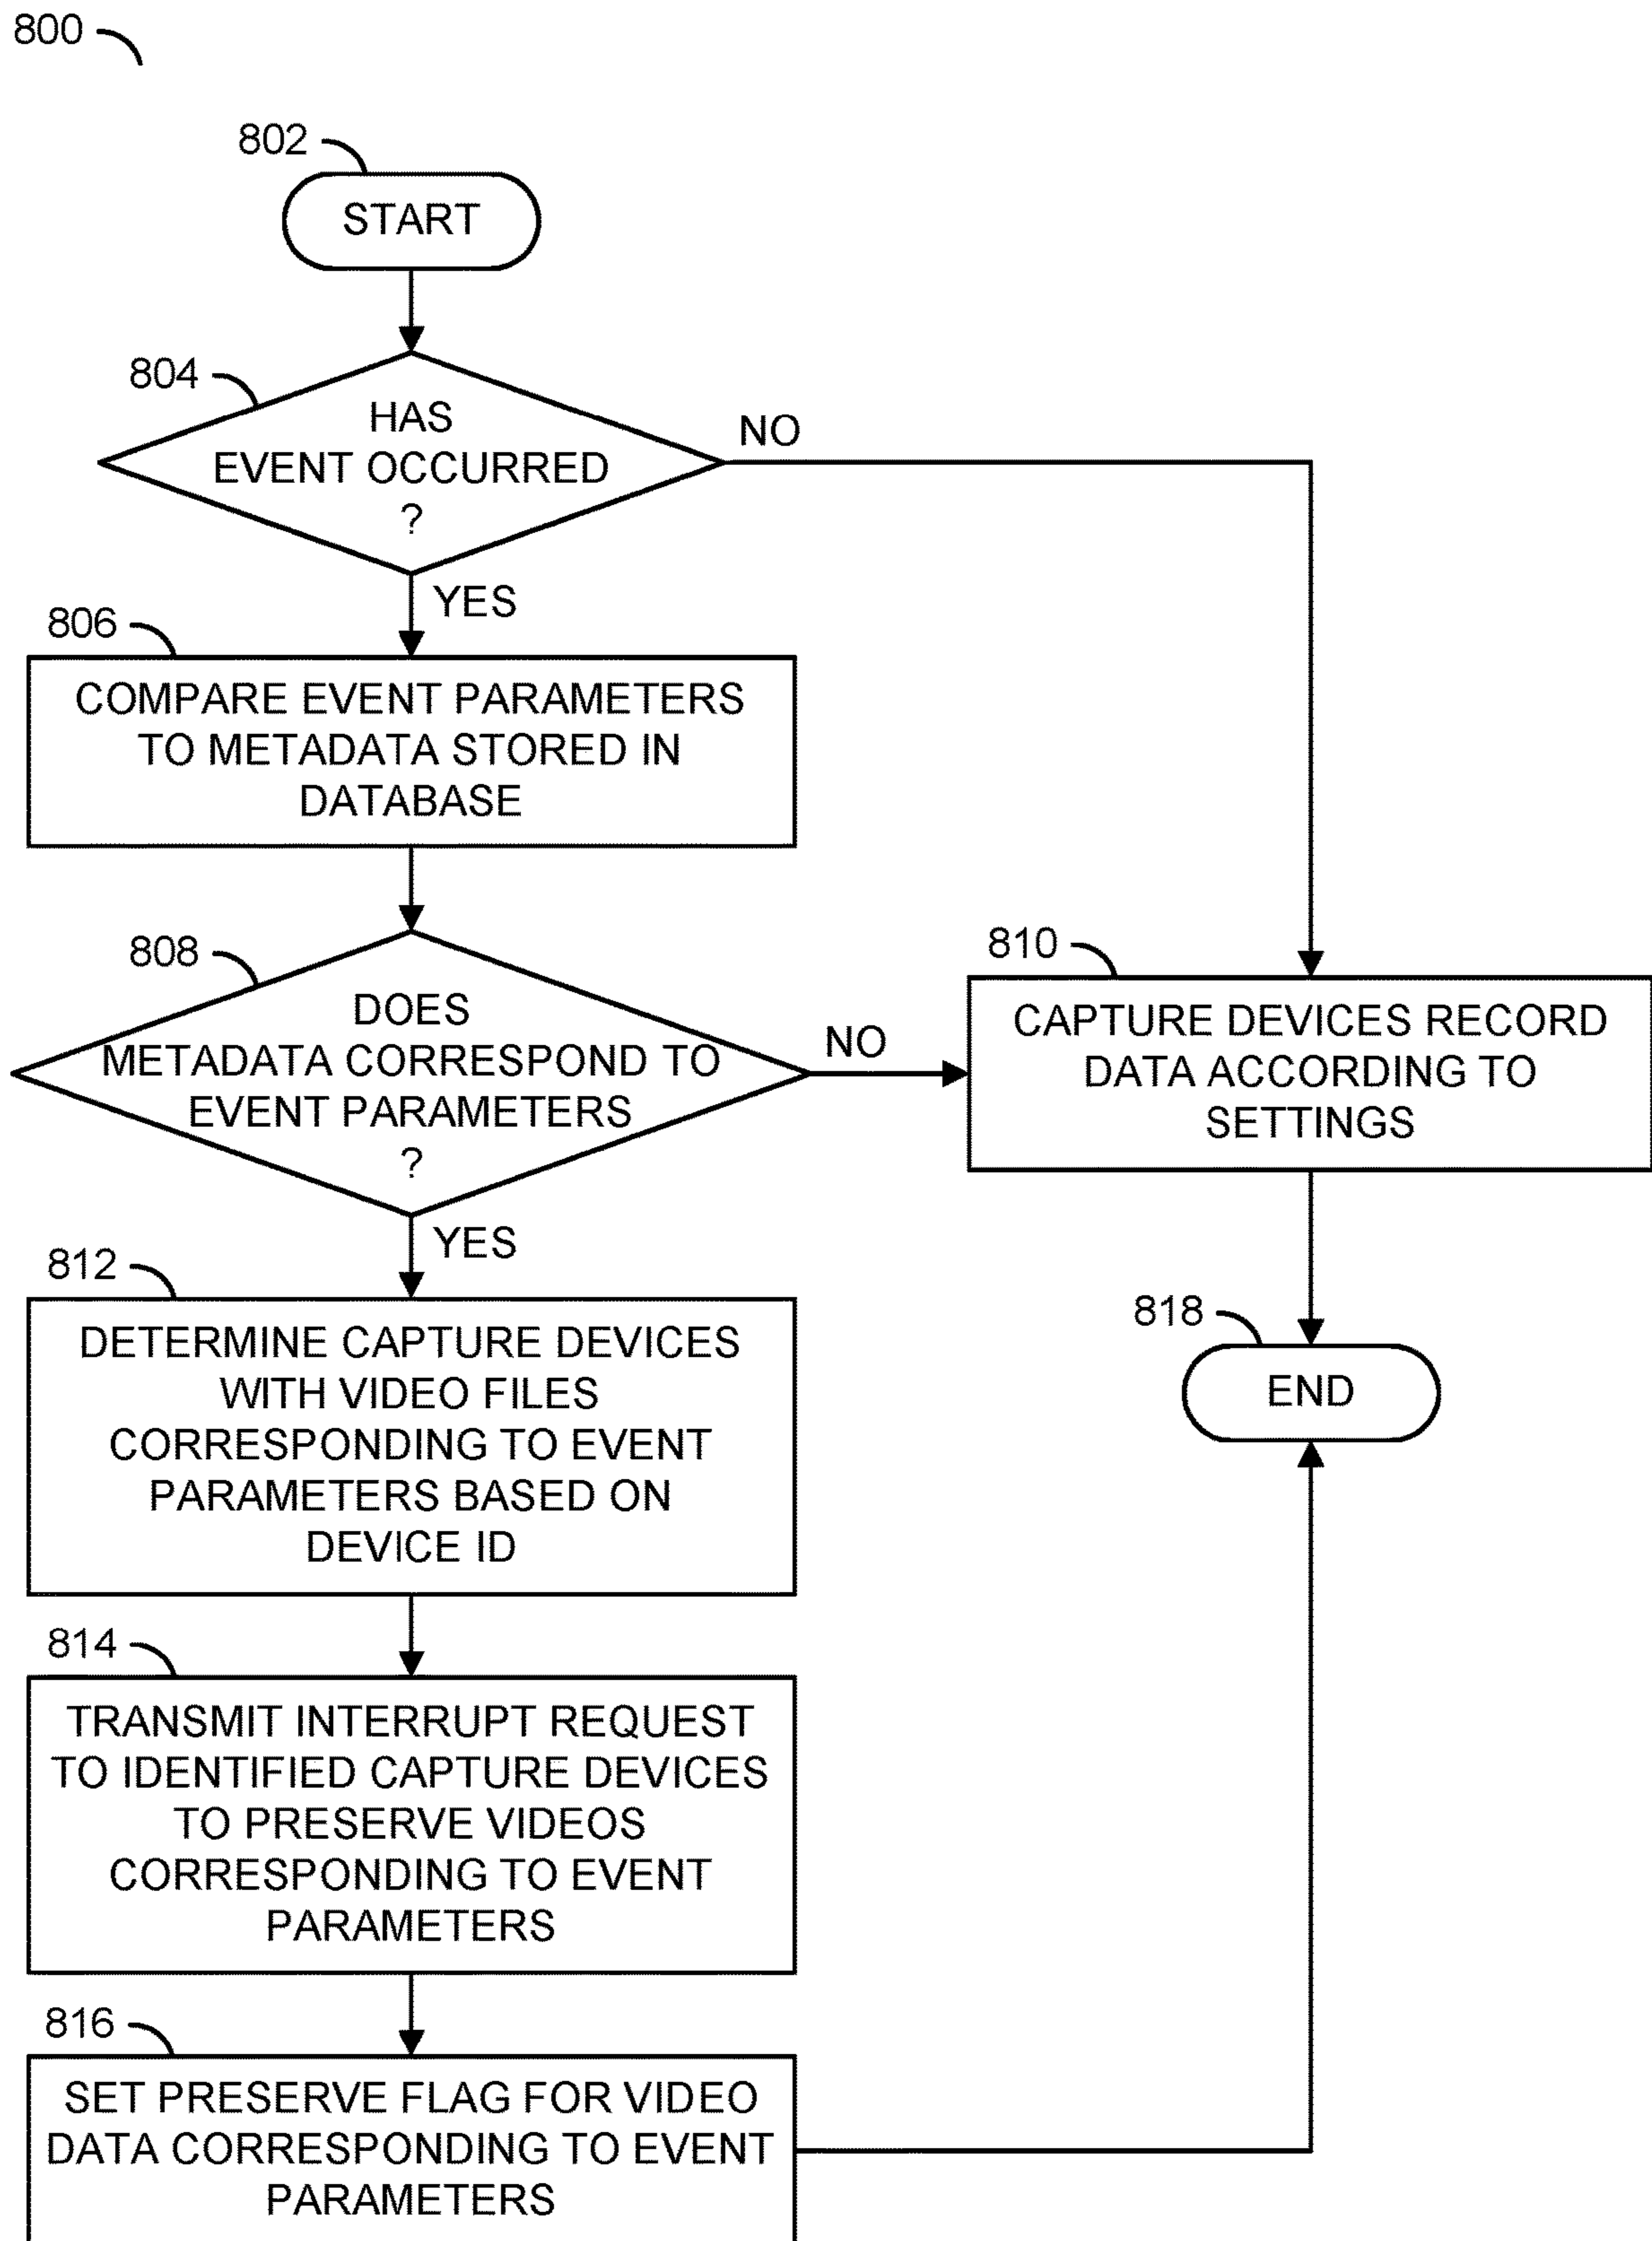 800
802
START
804
HAS
EVENT OCCURRED
?
NO
YES
806
COMPARE EVENT PARAMETERS
TO METADATA STORED IN
DATABASE
808
DOES
METADATA CORRESPOND TO
EVENT PARAMETERS
?
NO
YES
810
CAPTURE DEVICES RECORD
DATA ACCORDING TO
SETTINGS
812
DETERMINE CAPTURE DEVICES
WITH VIDEO FILES
CORRESPONDING TO EVENT
PARAMETERS BASED ON
DEVICE ID
818
END
814
TRANSMIT INTERRUPT REQUEST
TO IDENTIFIED CAPTURE DEVICES
TO PRESERVE VIDEOS
CORRESPONDING TO EVENT
PARAMETERS
816
SET PRESERVE FLAG FOR VIDEO
DATA CORRESPONDING TO EVENT
PARAMETERS